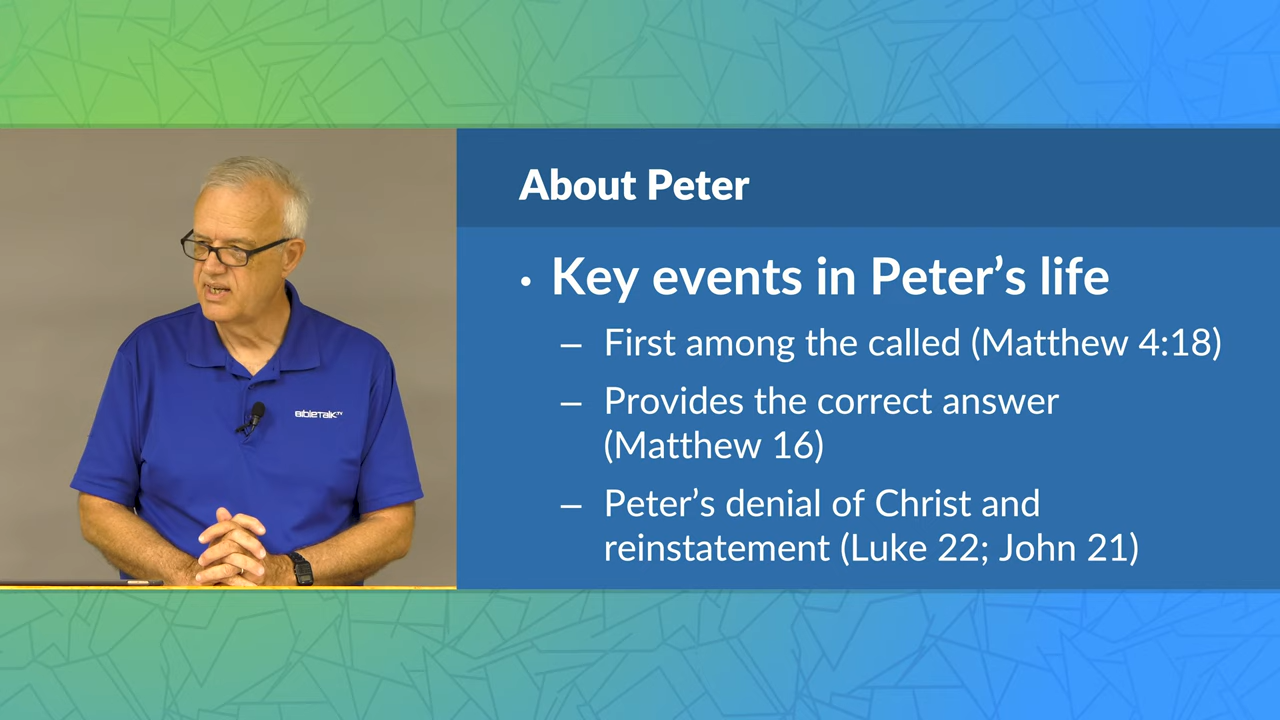 BibleTalk.TV
About Peter
• Key events in Peter’s life
– First among the called (Matthew 4:18)
– Provides the correct answer
(Matthew 16)
– Peter’s denial of Christ and
reinstatement (Luke 22; John 21)